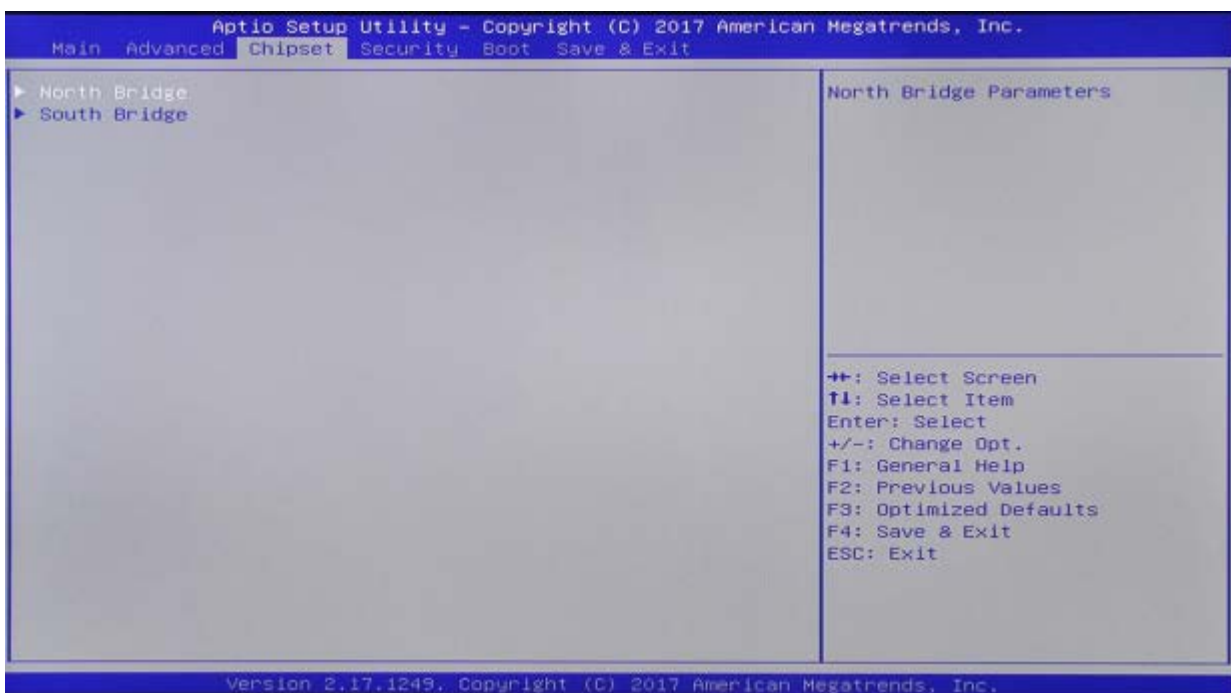 Aptio Setup Utility – Copyright (C) 2017 American Megatrends, Inc.
Main Advanced Chipset Security Boot Save & Exit
► North Bridge
► South Bridge
North Bridge Parameters
→←: Select Screen
↑↓: Select Item
Enter: Select
+/-: Change Opt.
F1: General Help
F2: Previous Values
F3: Optimized Defaults
F4: Save & Exit
ESC: Exit
Version 2.17.1249. Copyright (C) 2017 American Megatrends, Inc.